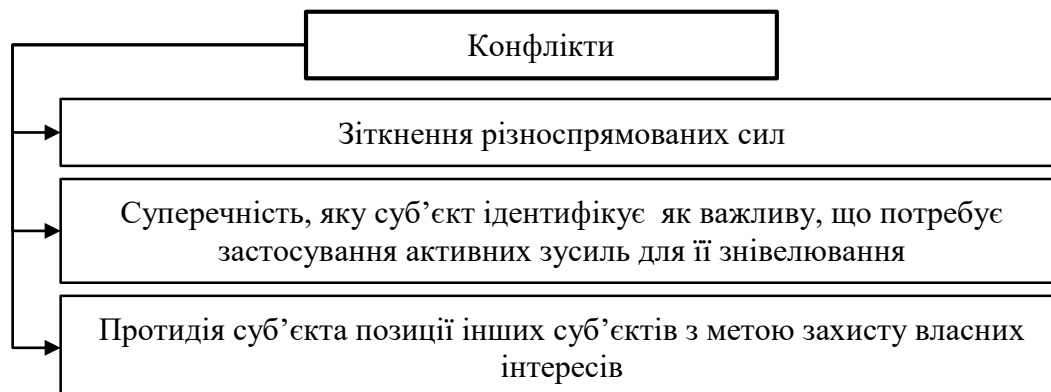 Конфлікти
Зіткнення різноспрямованих сил
Суперечність, яку суб’єкт ідентифікує  як важливу, що потребує
застосування активних зусиль для її знівелювання
Протидія суб’єкта позиції інших суб’єктів з метою захисту власних
інтересів